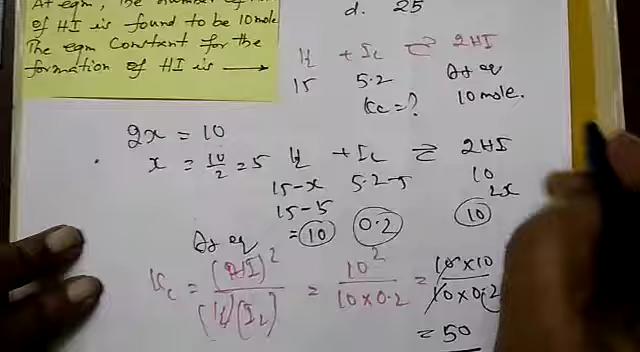 At eqm, the number of
of HI is found to be 10 mole
The eqm Constant for the
formation of HI is →
d. 25
H₂ + I₂ ⇌ 2HI
15 5.2 At eq
Kc = ? 10 mole.
2x = 10
x = 10/2 = 5 H₂ + I₂ ⇌ 2HI
15-x 5.2-5 10
2x
15-5
= 10 0.2 10
At eq
Kc = (HI)²/(H₂)(I₂) = 10²/10×0.2 = 10×10/10×0.2
= 50